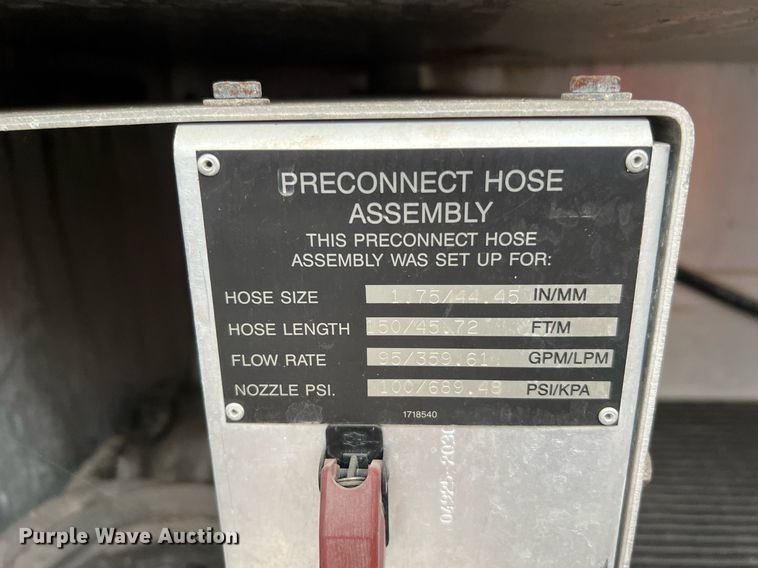 PRECONNECT HOSE
ASSEMBLY
THIS PRECONNECT HOSE
ASSEMBLY WAS SET UP FOR:
HOSE SIZE 1.75/44.45 IN/MM
HOSE LENGTH 150/45.72 FT/M
FLOW RATE 95/359.61 GPM/LPM
NOZZLE PSI. 100/689.48 PSI/KPA
1718540
Purple Wave Auction